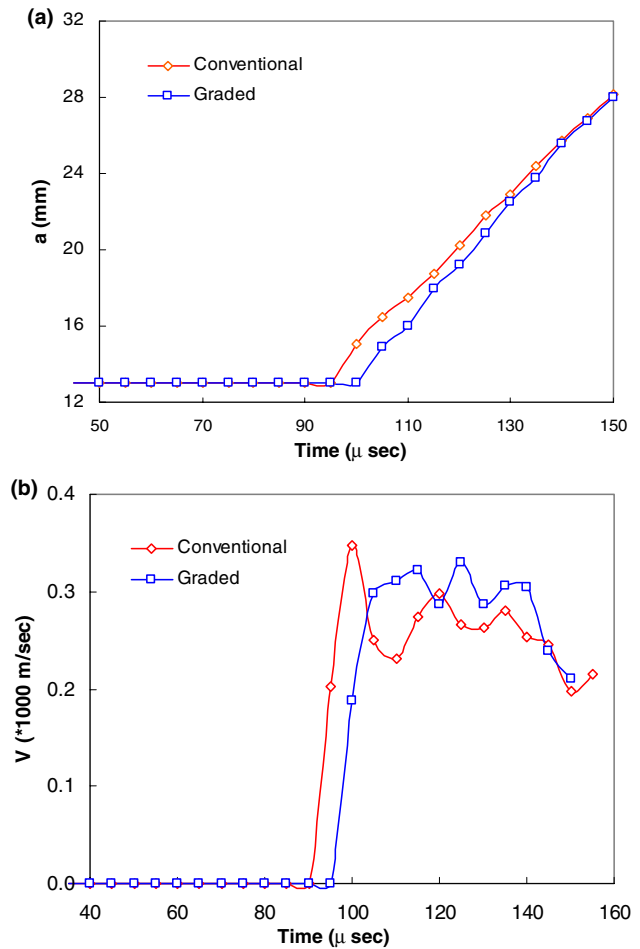 (a)
32
28
24
20
16
12
a (mm)
Conventional
Graded
50 70 90 110 130 150
Time (μ sec)
(b)
0.4
0.3
0.2
0.1
0.0
V (*1000 m/sec)
Conventional
Graded
40 60 80 100 120 140 160
Time (μ sec)